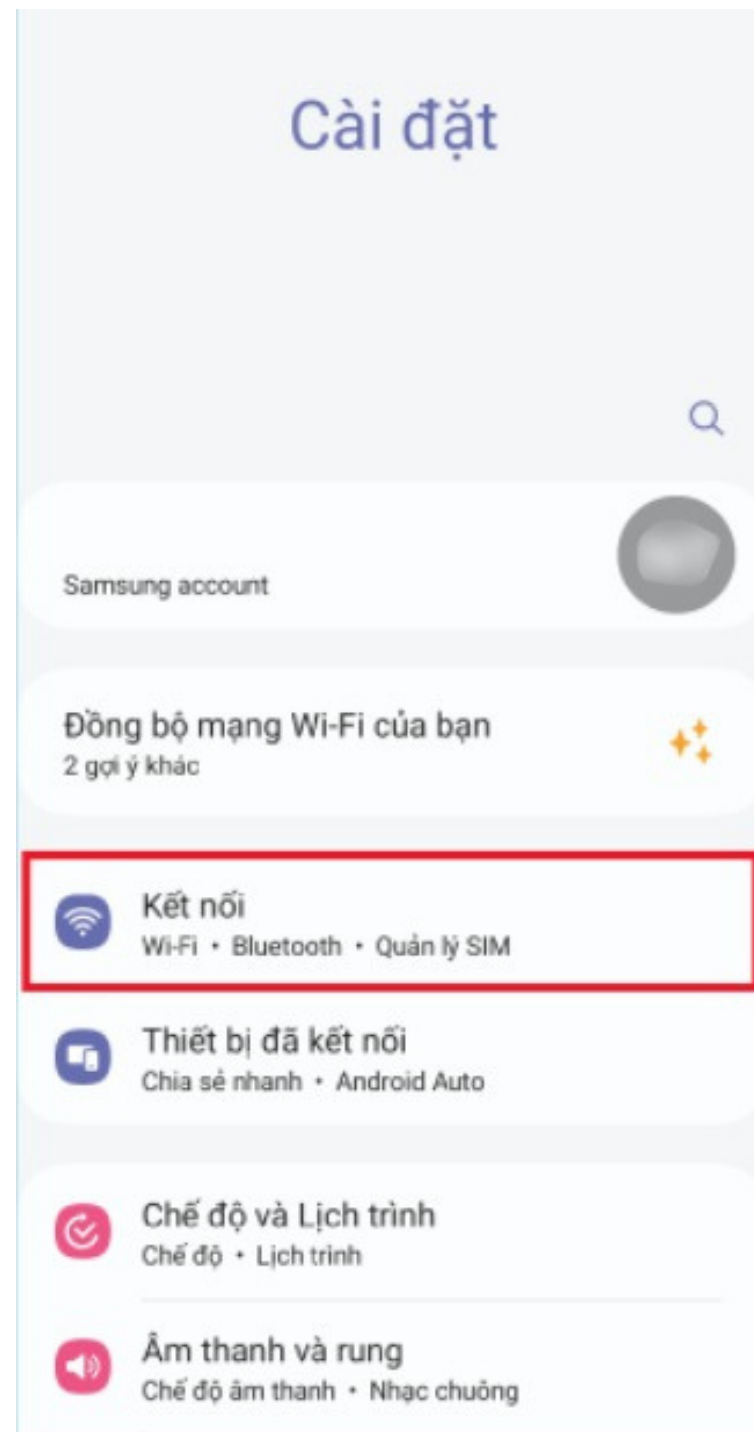 Cài đặt
Samsung account
Đồng bộ mạng Wi-Fi của bạn
2 gợi ý khác
Kết nối
Wi-Fi • Bluetooth • Quản lý SIM
Thiết bị đã kết nối
Chia sẻ nhanh • Android Auto
Chế độ và Lịch trình
Chế độ • Lịch trình
Âm thanh và rung
Chế độ âm thanh • Nhạc chuông